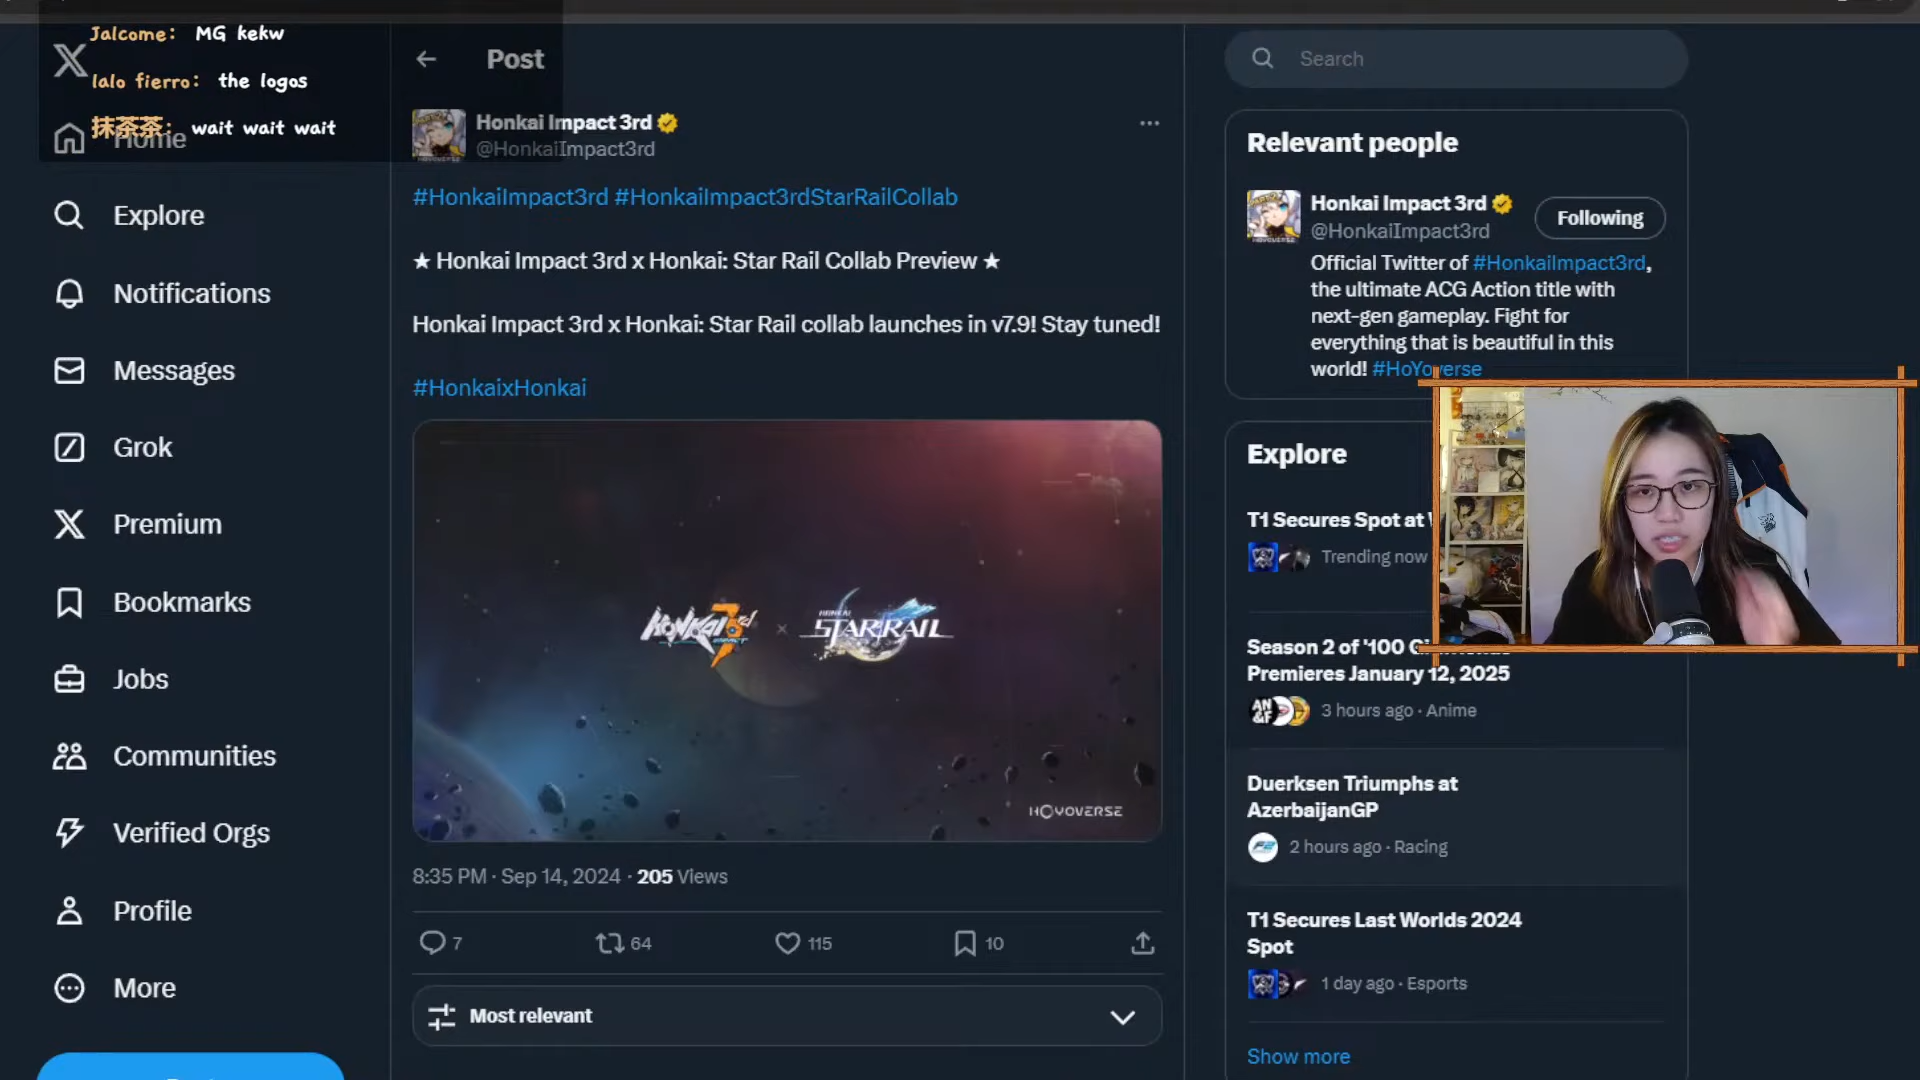 Jalcome: MG kekw
lalo fierro: the logos
抹茶茶: wait wait wait
Home
Explore
Notifications
Messages
Grok
Premium
Bookmarks
Jobs
Communities
Verified Orgs
Profile
More
Post
Honkai Impact 3rd
@HonkaiImpact3rd
#HonkaiImpact3rd #HonkaiImpact3rdStarRailCollab
★ Honkai Impact 3rd x Honkai: Star Rail Collab Preview ★
Honkai Impact 3rd x Honkai: Star Rail collab launches in v7.9! Stay tuned!
#HonkaixHonkai
HONKAI 3rd IMPACT × HONKAI STAR RAIL
HOYOVERSE
8:35 PM · Sep 14, 2024 · 205 Views
7 64 115 10
Most relevant
Search
Relevant people
Honkai Impact 3rd Following
@HonkaiImpact3rd
Official Twitter of #HonkaiImpact3rd,
the ultimate ACG Action title with
next-gen gameplay. Fight for
everything that is beautiful in this
world! #HoYoverse
Explore
T1 Secures Spot at
Trending now
Season 2 of '100
Premieres January 12, 2025
AN&F 3 hours ago · Anime
Duerksen Triumphs at
AzerbaijanGP
F2 2 hours ago · Racing
T1 Secures Last Worlds 2024
Spot
1 day ago · Esports
Show more